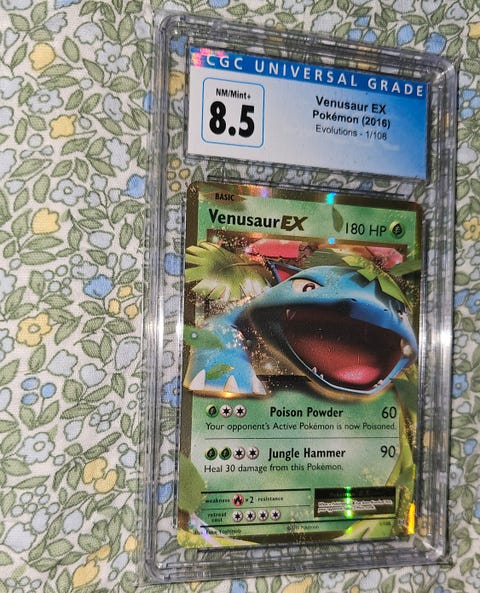 CGC UNIVERSAL GRADE
NM/Mint+
8.5
Venusaur EX
Pokémon (2016)
Evolutions - 1/108
BASIC
Venusaur EX
180 HP
Poison Powder 60
Your opponent's Active Pokémon is now Poisoned.
Jungle Hammer 90
Heal 30 damage from this Pokémon.
weakness ×2 resistance
retreat cost